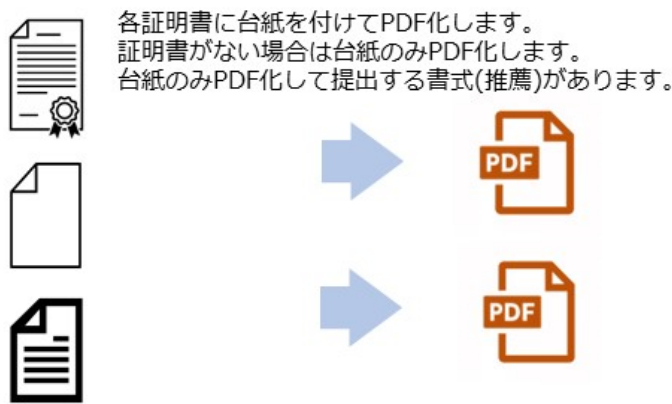 各証明書に台紙を付けてPDF化します。
証明書がない場合は台紙のみPDF化します。
台紙のみPDF化して提出する書式(推薦)があります。
PDF
PDF